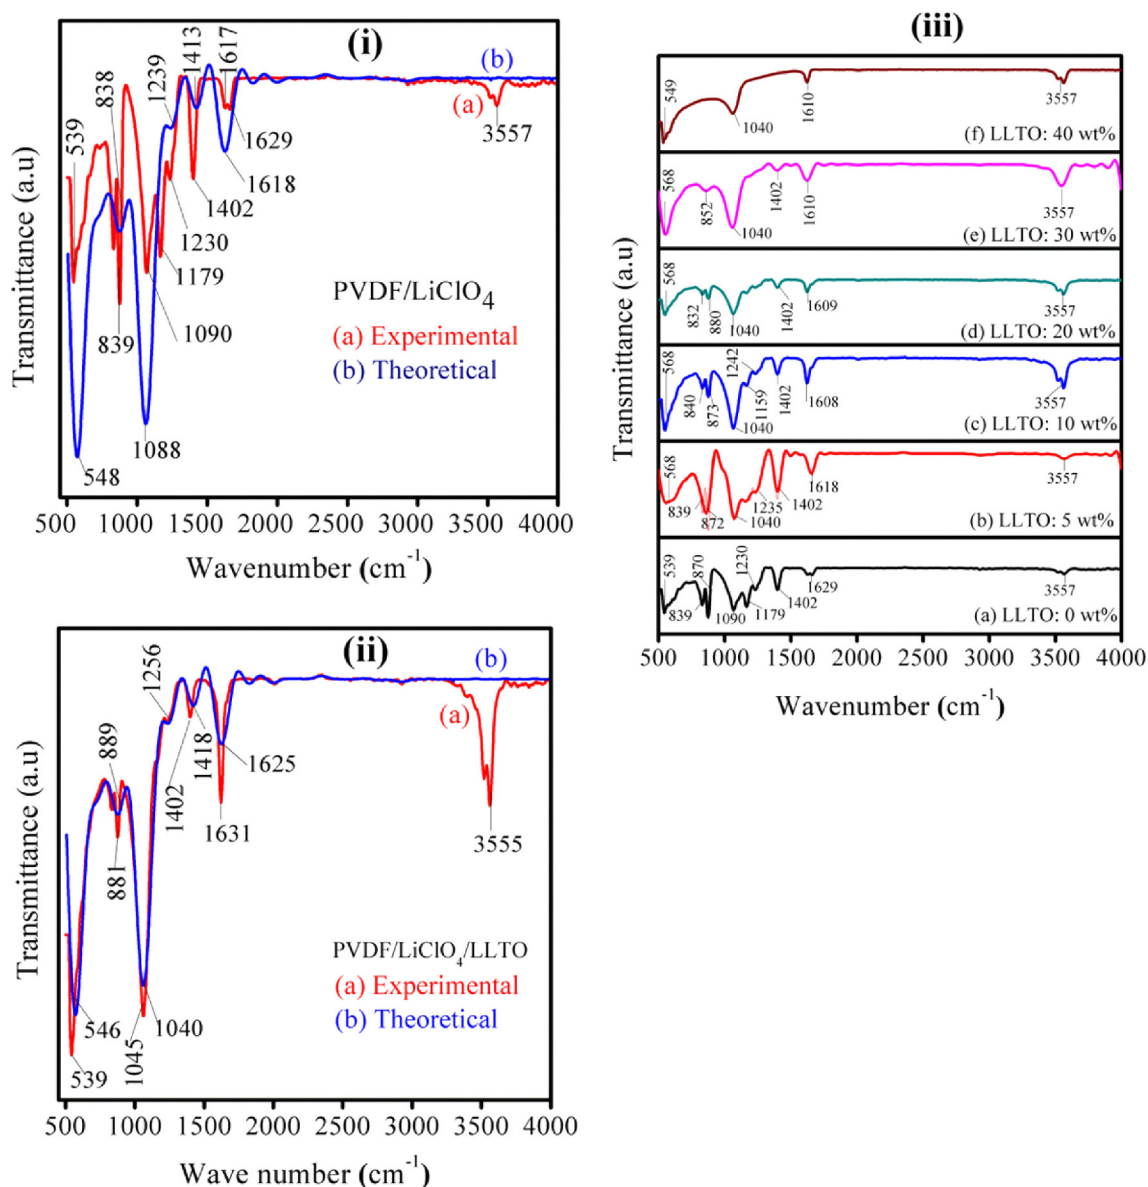 (i)
Transmittance (a.u)
539
838
1239
1413
1617
(b)
(a)
3557
1629
1618
1402
1230
1179
1090
839
1088
548
PVDF/LiClO4
(a) Experimental
(b) Theoretical
500 1000 1500 2000 2500 3000 3500 4000
Wavenumber (cm-1)
(ii)
Transmittance (a.u)
889
1256
(b)
(a)
1402
1418
1625
1631
3555
881
546
539
1045
1040
PVDF/LiClO4/LLTO
(a) Experimental
(b) Theoretical
500 1000 1500 2000 2500 3000 3500 4000
Wave number (cm-1)
(iii)
Transmittance (a.u)
549
1040
1610
3557
(f) LLTO: 40 wt%
568
852
1040
1402
1610
3557
(e) LLTO: 30 wt%
568
832
880
1040
1402
1609
3557
(d) LLTO: 20 wt%
568
840
873
1040
1242
1159
1402
1608
3557
(c) LLTO: 10 wt%
568
839
872
1040
1235
1402
1618
3557
(b) LLTO: 5 wt%
539
870
839
1090
1230
1179
1402
1629
3557
(a) LLTO: 0 wt%
500 1000 1500 2000 2500 3000 3500 4000
Wavenumber (cm-1)